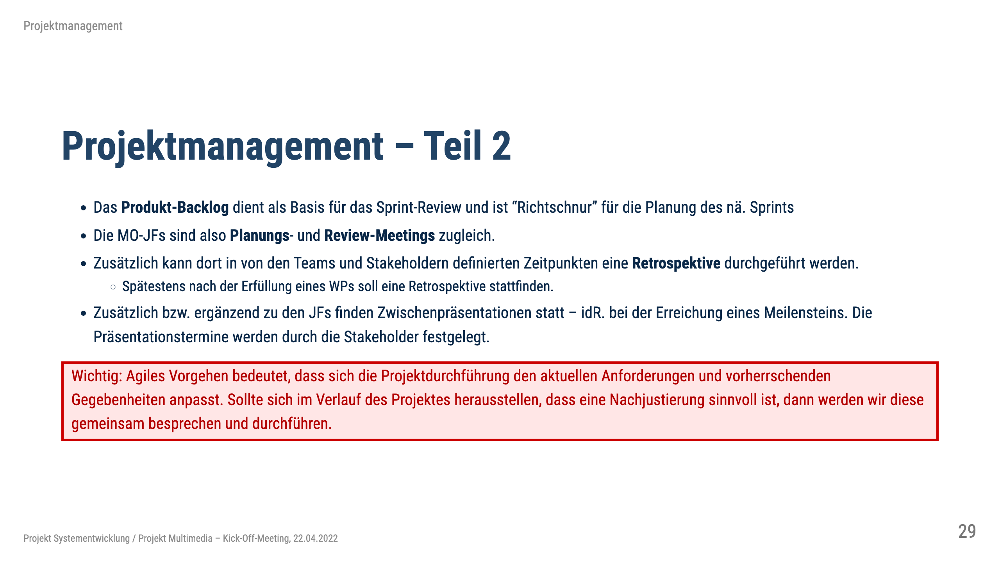 Projektmanagement
Projektmanagement – Teil 2
• Das Produkt-Backlog dient als Basis für das Sprint-Review und ist “Richtschnur” für die Planung des nä. Sprints
• Die MO-JFs sind also Planungs- und Review-Meetings zugleich.
• Zusätzlich kann dort in von den Teams und Stakeholdern definierten Zeitpunkten eine Retrospektive durchgeführt werden.
◦ Spätestens nach der Erfüllung eines WPs soll eine Retrospektive stattfinden.
• Zusätzlich bzw. ergänzend zu den JFs finden Zwischenpräsentationen statt – idR. bei der Erreichung eines Meilensteins. Die
Präsentationstermine werden durch die Stakeholder festgelegt.
Wichtig: Agiles Vorgehen bedeutet, dass sich die Projektdurchführung den aktuellen Anforderungen und vorherrschenden
Gegebenheiten anpasst. Sollte sich im Verlauf des Projektes herausstellen, dass eine Nachjustierung sinnvoll ist, dann werden wir diese
gemeinsam besprechen und durchführen.
Projekt Systementwicklung / Projekt Multimedia – Kick-Off-Meeting, 22.04.2022
29